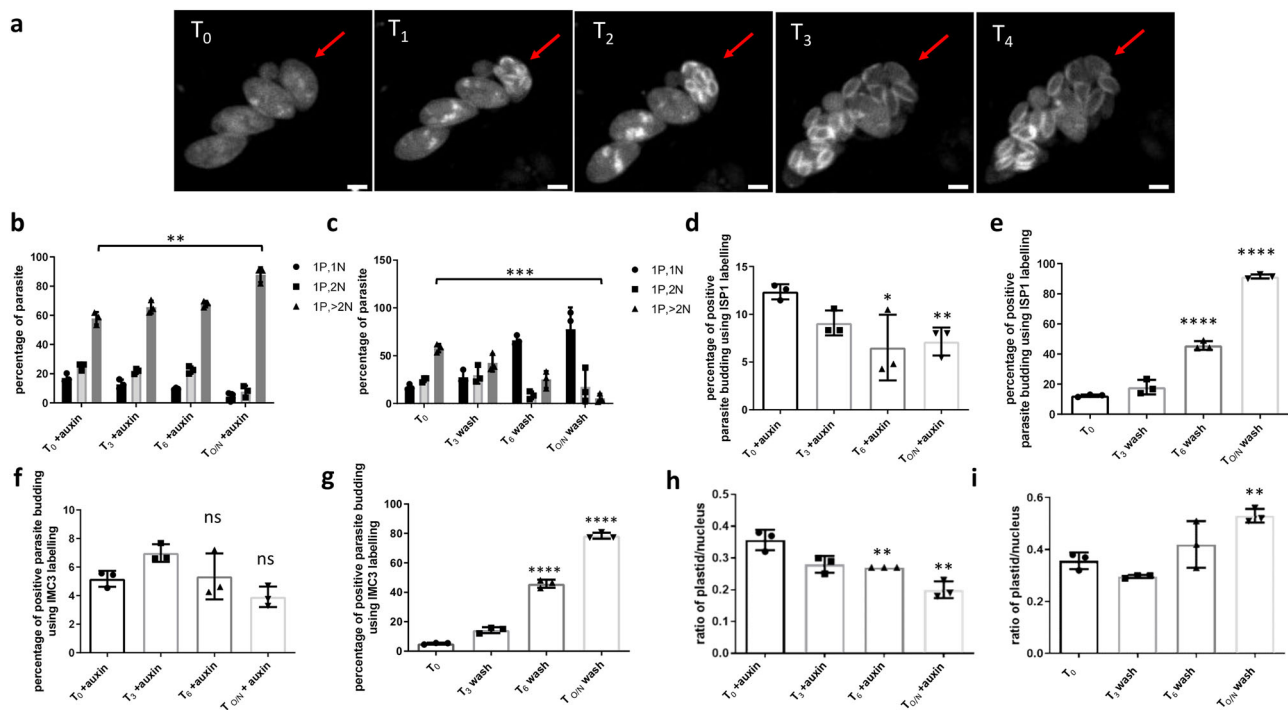 a
T0
T1
T2
T3
T4
b
percentage of parasite
100
80
60
40
20
0
**
1P,1N
1P,2N
1P,>2N
T0 +auxin
T3 +auxin
T6 +auxin
TO/N +auxin
c
percentage of parasite
150
100
50
0
***
1P,1N
1P,2N
1P,>2N
T0
T3 wash
T6 wash
TO/N wash
d
percentage of positive
parasite budding using ISP1 labelling
15
10
5
0
*
**
T0 +auxin
T3 +auxin
T6 +auxin
TO/N +auxin
e
percentage of positive
parasite budding using ISP1 labelling
100
80
60
40
20
0
****
****
T0
T3 wash
T6 wash
TO/N wash
f
percentage of positive parasite budding
using IMC3 labelling
8
6
4
2
0
ns
ns
T0 +auxin
T3 +auxin
T6 +auxin
TO/N + auxin
g
percentage of positive parasite budding
using IMC3 labelling
100
80
60
40
20
0
****
****
T0
T3 wash
T6 wash
TO/N wash
h
ratio of plastid/nucleus
0.5
0.4
0.3
0.2
0.1
0.0
**
**
T0 +auxin
T3 +auxin
T6 +auxin
TO/N +auxin
i
ratio of plastid/nucleus
0.6
0.4
0.2
0.0
**
T0
T3 wash
T6 wash
TO/N wash